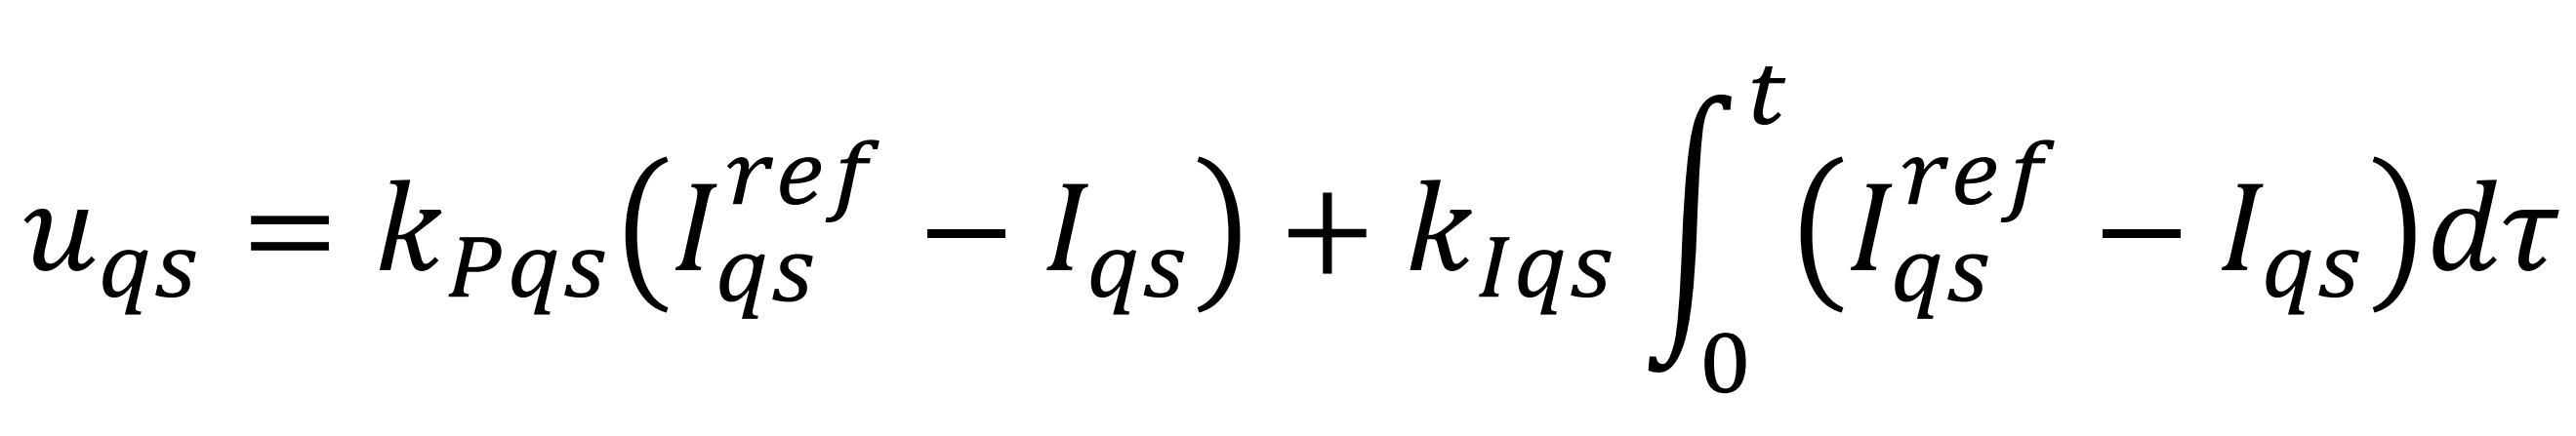 u_{qs} = k_{Pqs}(I_{qs}^{ref} − I_{qs}) + k_{Iqs} ∫_0^t (I_{qs}^{ref} − I_{qs})dτ